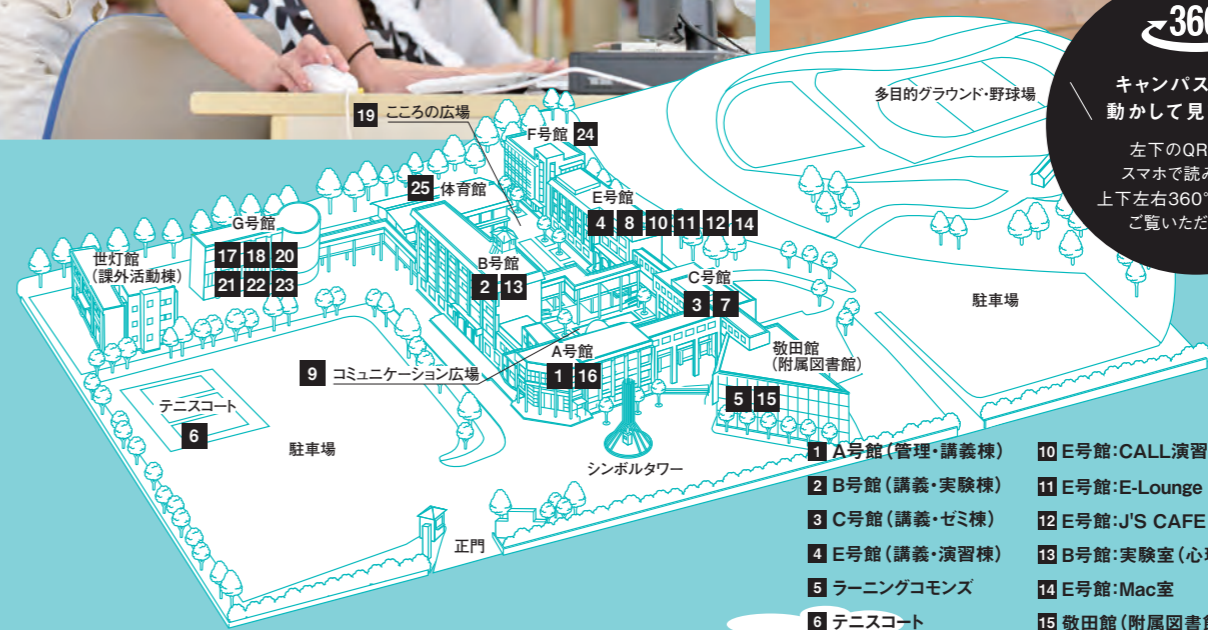 360
キャンパス
動かして見
左下のQR
スマホで読み
上下左右360°
ご覧いただ
多目的グラウンド・野球場
19 こころの広場
F号館 24
25 体育館
E号館
4 8 10 11 12 14
G号館
17 18 20
21 22 23
世灯館
(課外活動棟)
B号館
2 13
C号館
3 7
駐車場
敬田館
(附属図書館)
5 15
A号館
1 16
9 コミュニケーション広場
テニスコート
6
駐車場
シンボルタワー
正門
1 A号館(管理・講義棟)
2 B号館(講義・実験棟)
3 C号館(講義・ゼミ棟)
4 E号館(講義・演習棟)
5 ラーニングコモンズ
6 テニスコート
10 E号館:CALL演習
11 E号館:E-Lounge
12 E号館:J'S CAFE
13 B号館:実験室(心理
14 E号館:Mac室
15 敬田館(附属図書館